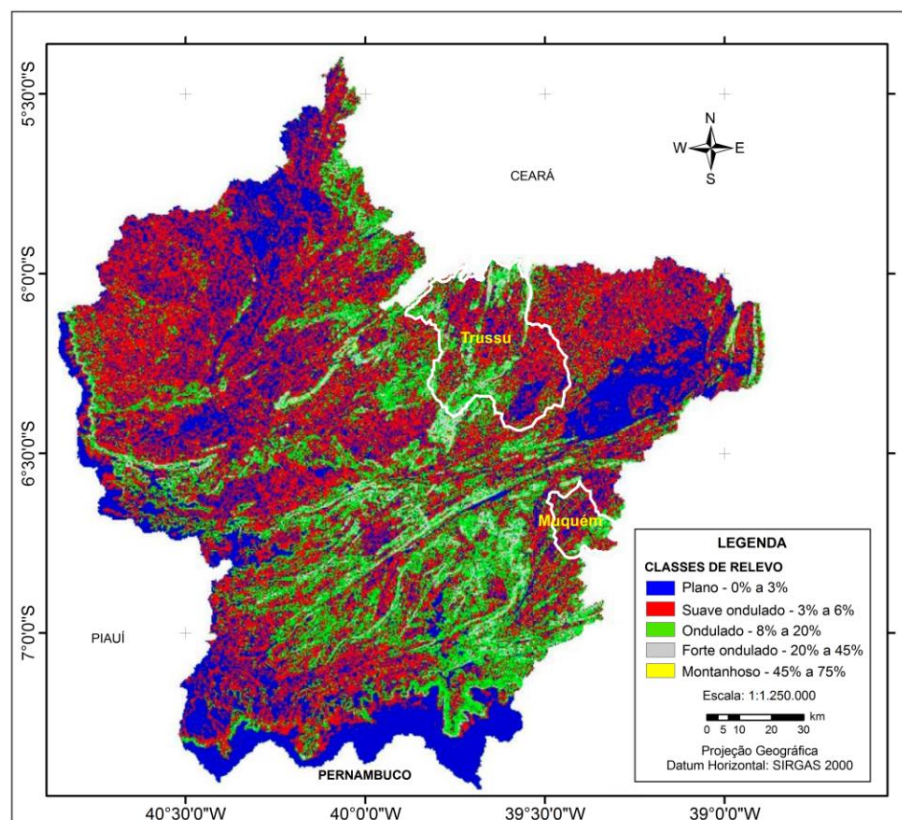 5°30'0"S
6°0'0"S
6°30'0"S
7°0'0"S
N
W
E
S
CEARÁ
Trussu
Muquém
PIAUÍ
PERNAMBUCO
LEGENDA
CLASSES DE RELEVO
Plano - 0% a 3%
Suave ondulado - 3% a 6%
Ondulado - 8% a 20%
Forte ondulado - 20% a 45%
Montanhoso - 45% a 75%
Escala: 1:1.250.000
km
0 5 10 20 30
Projeção Geográfica
Datum Horizontal: SIRGAS 2000
40°30'0"W
40°0'0"W
39°30'0"W
39°0'0"W